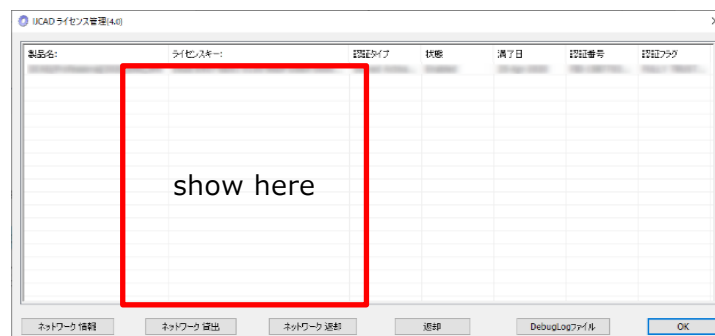 IJCAD ライセンス管理(4.0)
製品名: ライセンスキー: 認証タイプ 状態 満了日 認証番号 認証フラグ
show here
ネットワーク 情報 ネットワーク 貸出 ネットワーク 返却 返却 DebugLogファイル OK